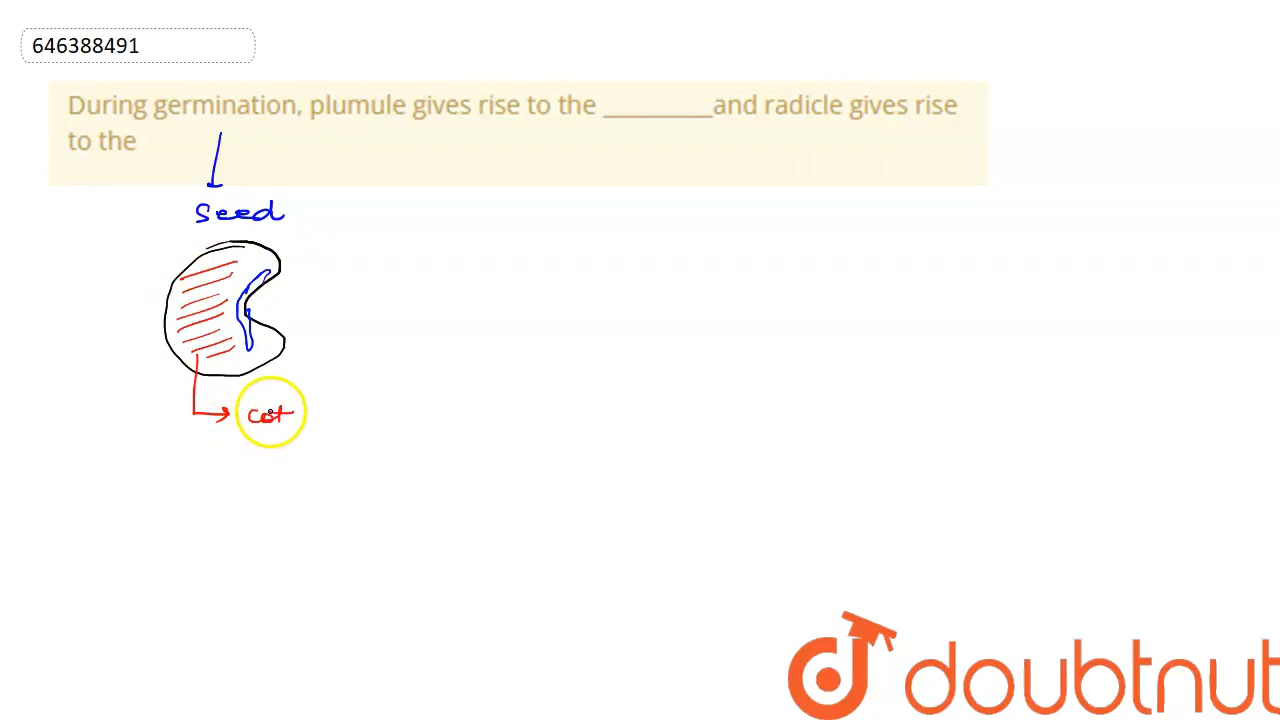 646388491
During germination, plumule gives rise to the __________and radicle gives rise
to the
Seed
Cot
doubtnut